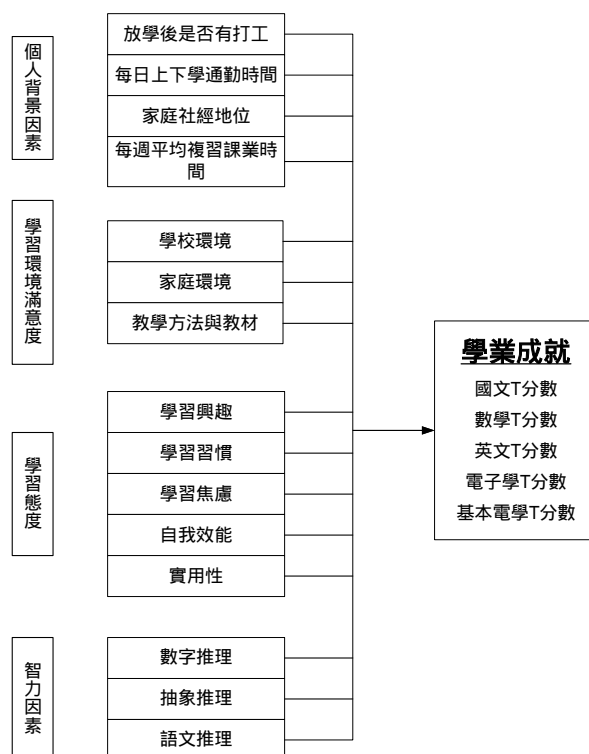 個人背景因素
放學後是否有打工
每日上下學通勤時間
家庭社經地位
每週平均複習課業時
間
學習環境滿意度
學校環境
家庭環境
教學方法與教材
學習態度
學習興趣
學習習慣
學習焦慮
自我效能
實用性
智力因素
數字推理
抽象推理
語文推理
學業成就
國文T分數
數學T分數
英文T分數
電子學T分數
基本電學T分數